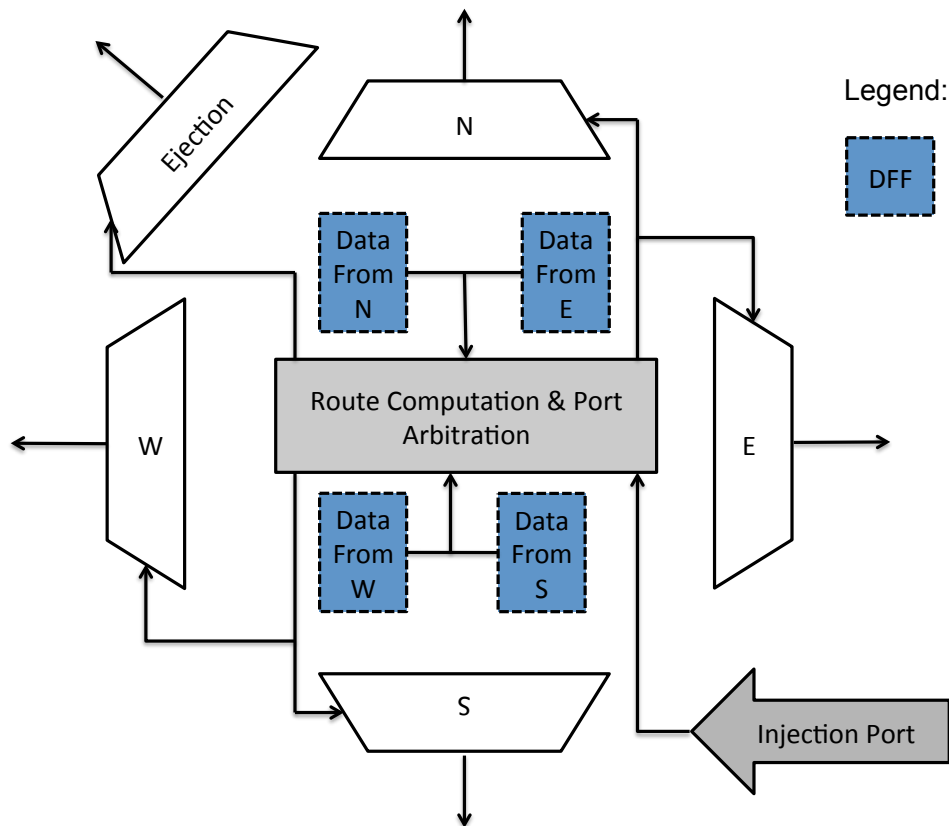 Ejection
N
Legend:
DFF
Data
From
N
Data
From
E
Route Computation & Port
Arbitration
W
E
Data
From
W
Data
From
S
S
Injection Port